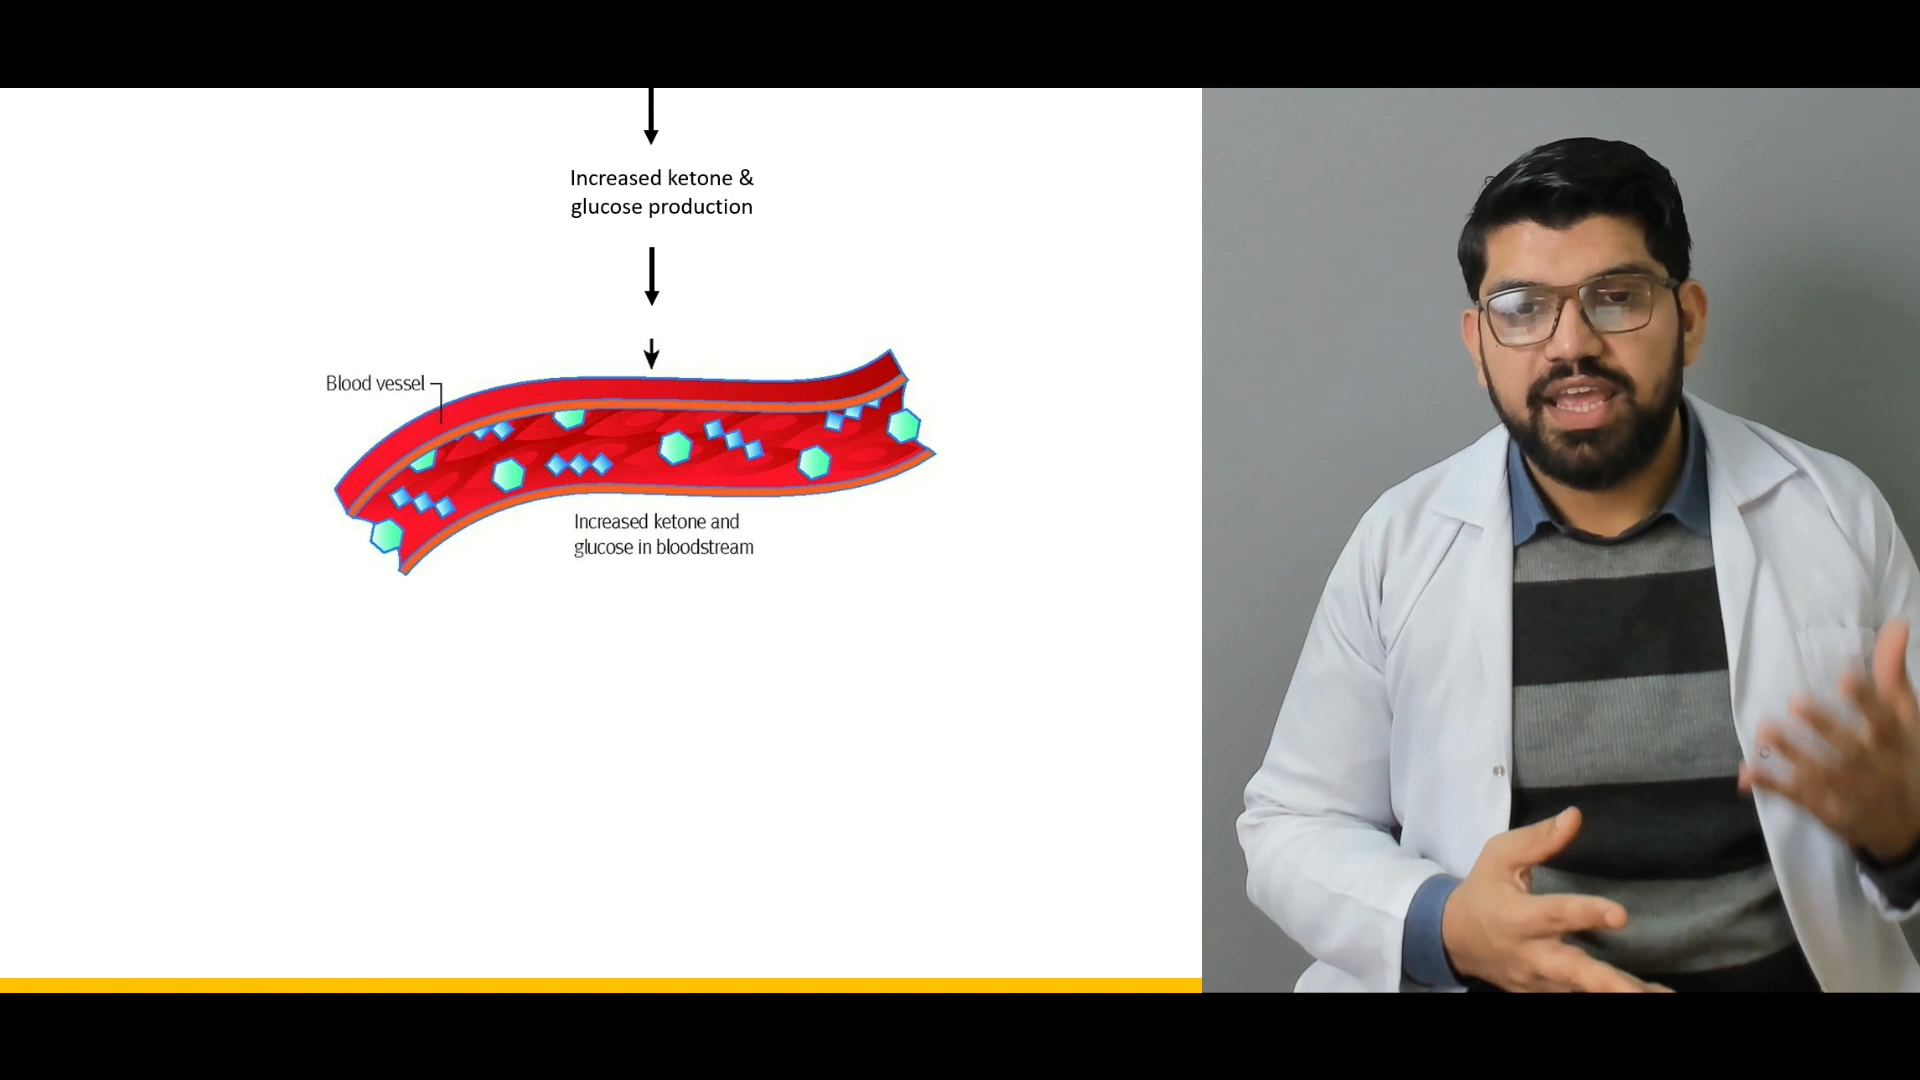 Increased ketone &
glucose production
Blood vessel
Increased ketone and
glucose in bloodstream